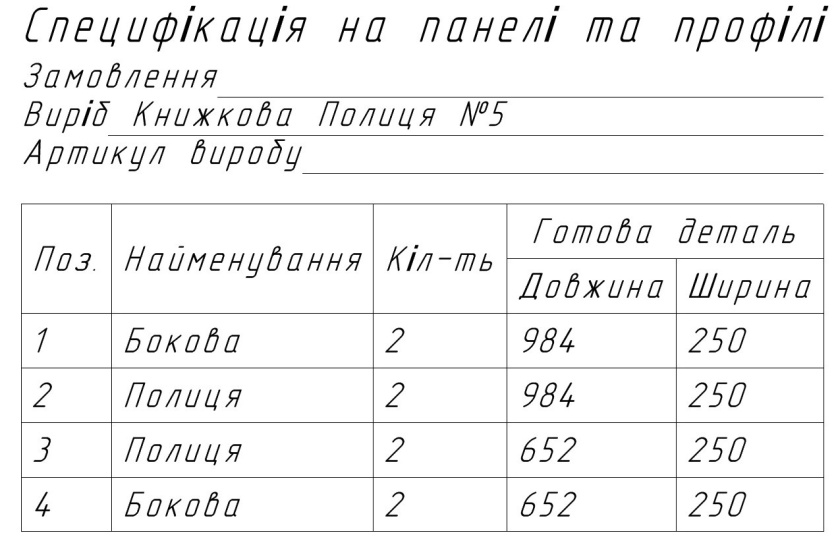 Специфікація на панелі та профілі
Замовлення
Виріб Книжкова Полиця №5
Артикул виробу
Поз. Найменування Кіл-ть Готова деталь
Довжина Ширина
1 Бокова 2 984 250
2 Полиця 2 984 250
3 Полиця 2 652 250
4 Бокова 2 652 250